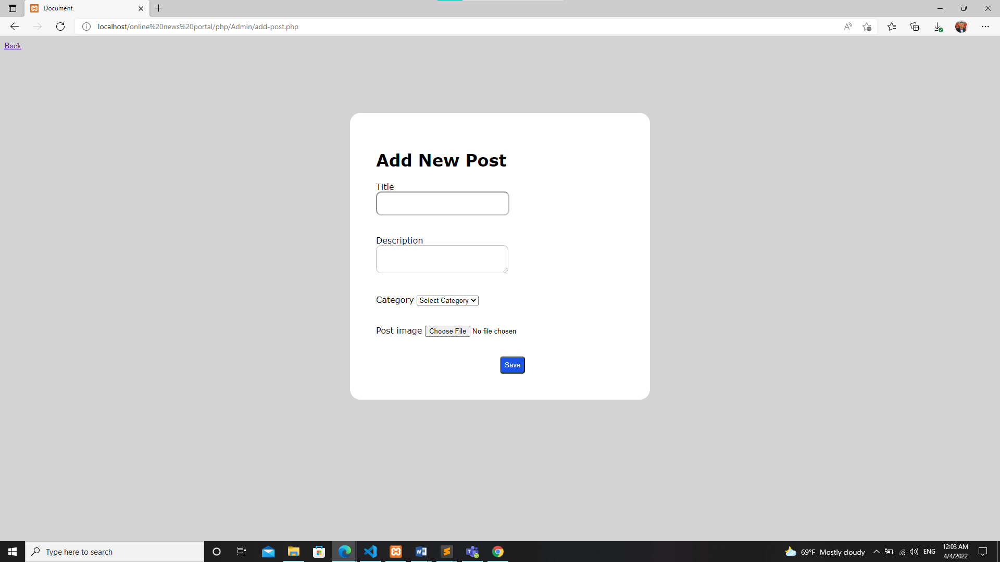 Document
localhost/online%20news%20portal/php/Admin/add-post.php
Back
Add New Post
Title
Description
Category Select Category
Post image Choose File No file chosen
Save
Type here to search
69°F Mostly cloudy
ENG
12:03 AM
4/4/2022